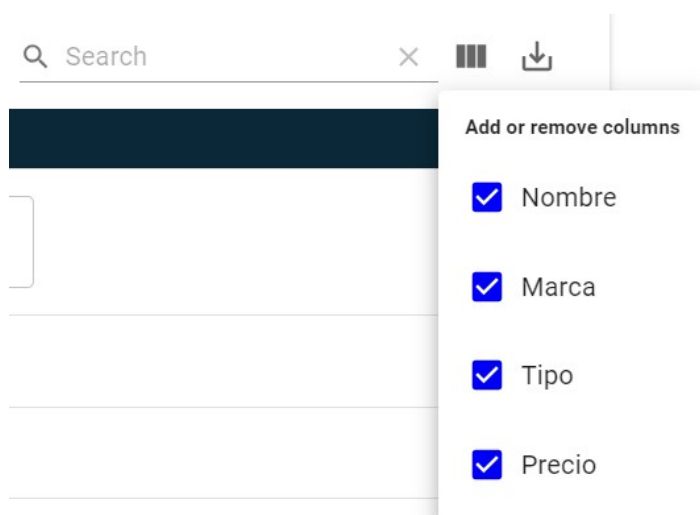 Search
Add or remove columns
Nombre
Marca
Tipo
Precio